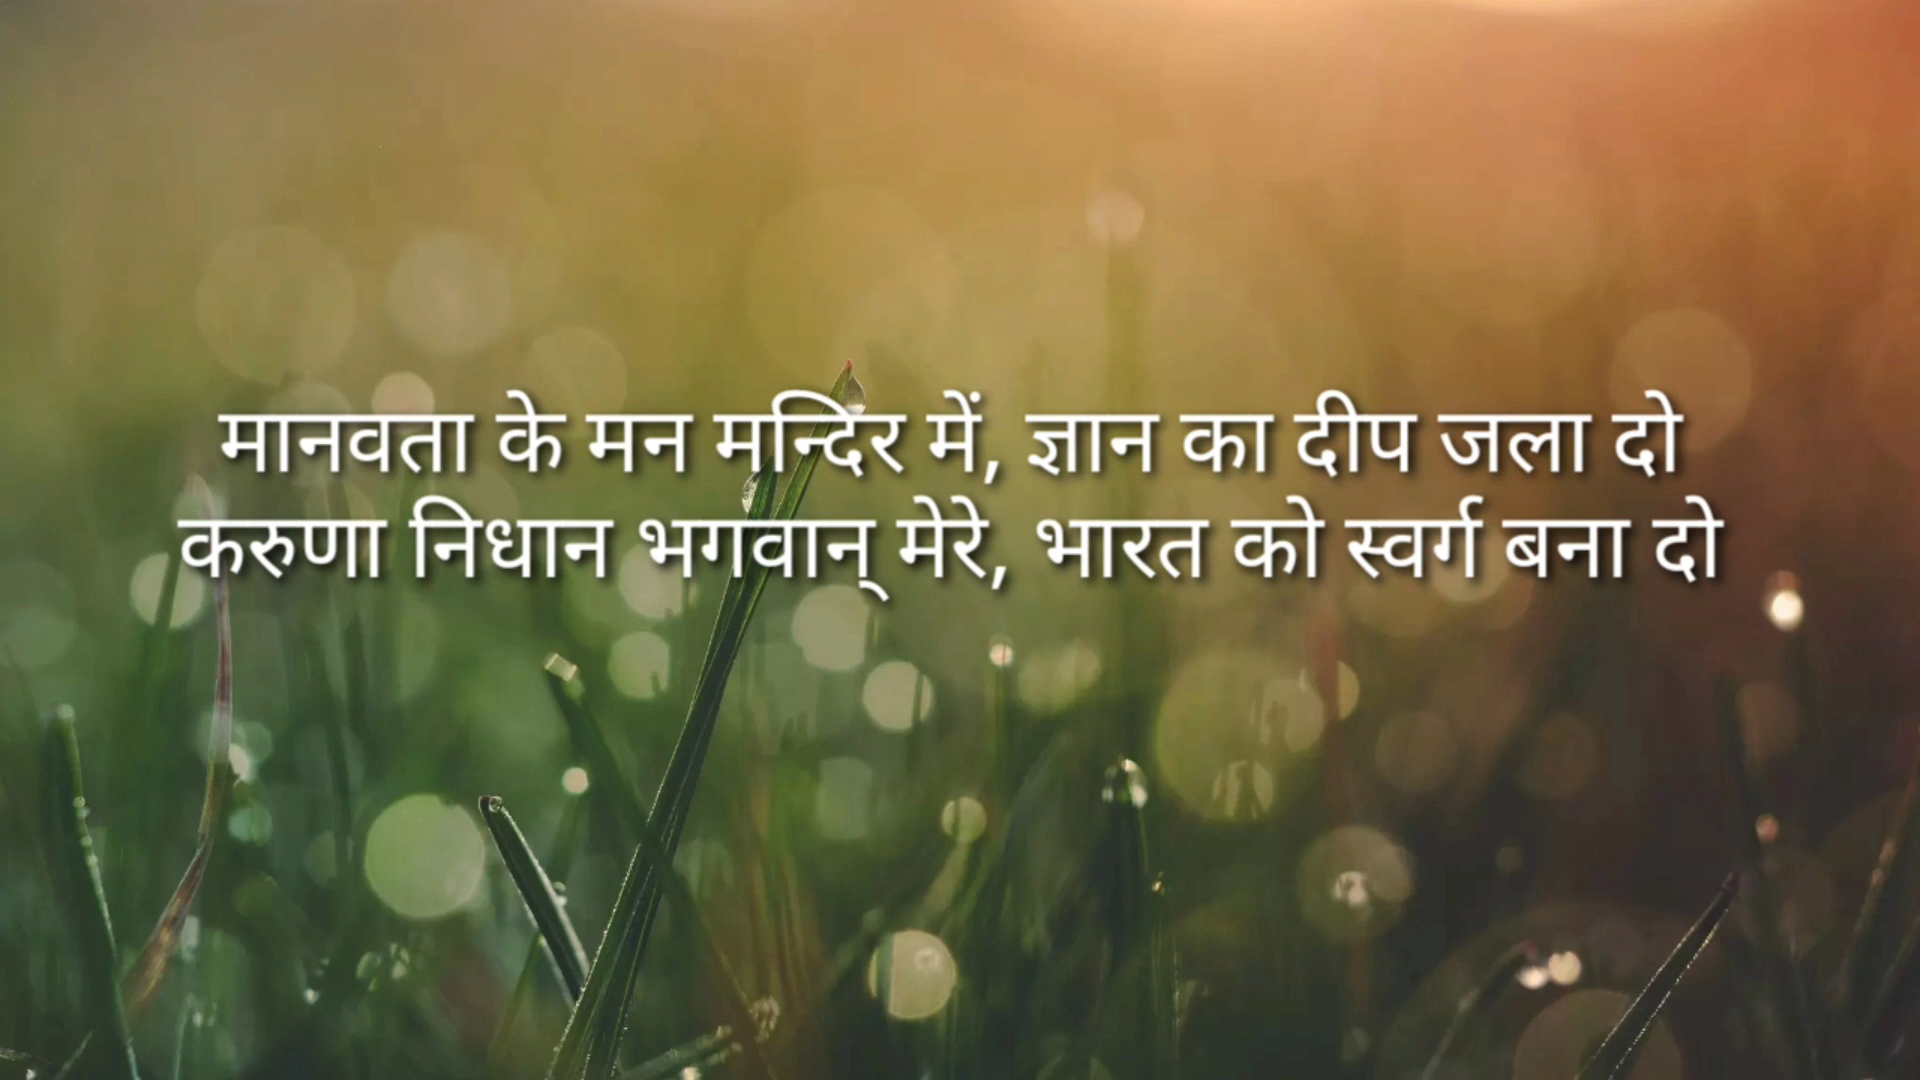 मानवता के मन मन्दिर में, ज्ञान का दीप जला दो
करुणा निधान भगवान् मेरे, भारत को स्वर्ग बना दो